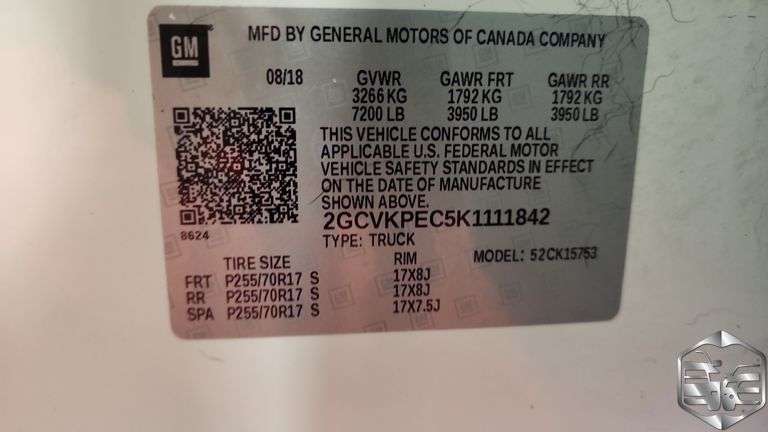 GM
MFD BY GENERAL MOTORS OF CANADA COMPANY
08/18 GVWR GAWR FRT GAWR RR
3266 KG 1792 KG 1792 KG
7200 LB 3950 LB 3950 LB
THIS VEHICLE CONFORMS TO ALL
APPLICABLE U.S. FEDERAL MOTOR
VEHICLE SAFETY STANDARDS IN EFFECT
ON THE DATE OF MANUFACTURE
SHOWN ABOVE.
8624
2GCVKPEC5K1111842
TYPE: TRUCK
MODEL: 52CK15753
TIRE SIZE RIM
FRT P255/70R17 S 17X8J
RR P255/70R17 S 17X8J
SPA P255/70R17 S 17X7.5J